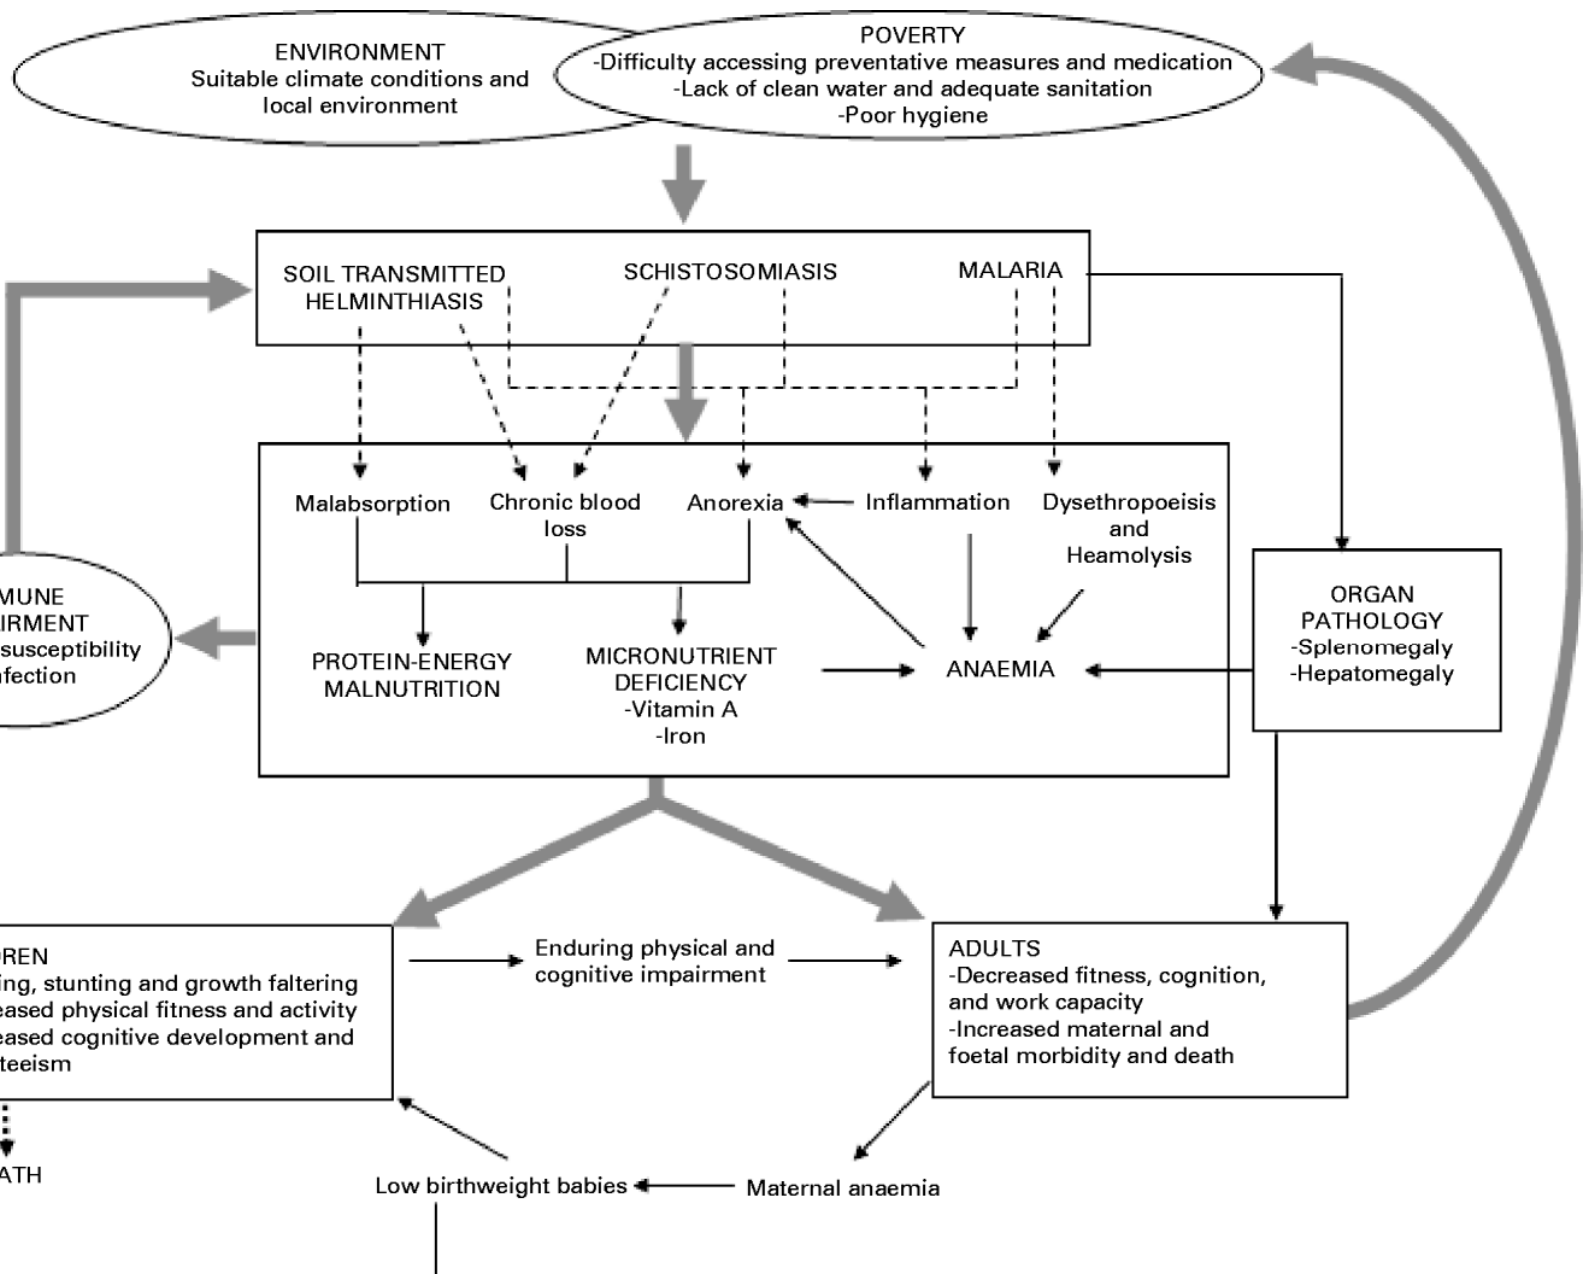 ENVIRONMENT
Suitable climate conditions and
local environment
POVERTY
-Difficulty accessing preventative measures and medication
-Lack of clean water and adequate sanitation
-Poor hygiene
SOIL TRANSMITTED
HELMINTHIASIS
SCHISTOSOMIASIS
MALARIA
Malabsorption
Chronic blood
loss
Anorexia
Inflammation
Dysethropoeisis
and
Heamolysis
MUNE
AIRMENT
susceptibility
nfection
PROTEIN-ENERGY
MALNUTRITION
MICRONUTRIENT
DEFICIENCY
-Vitamin A
-Iron
ANAEMIA
ORGAN
PATHOLOGY
-Splenomegaly
-Hepatomegaly
DREN
ing, stunting and growth faltering
eased physical fitness and activity
eased cognitive development and
teeism
Enduring physical and
cognitive impairment
ADULTS
-Decreased fitness, cognition,
and work capacity
-Increased maternal and
foetal morbidity and death
ATH
Low birthweight babies
Maternal anaemia